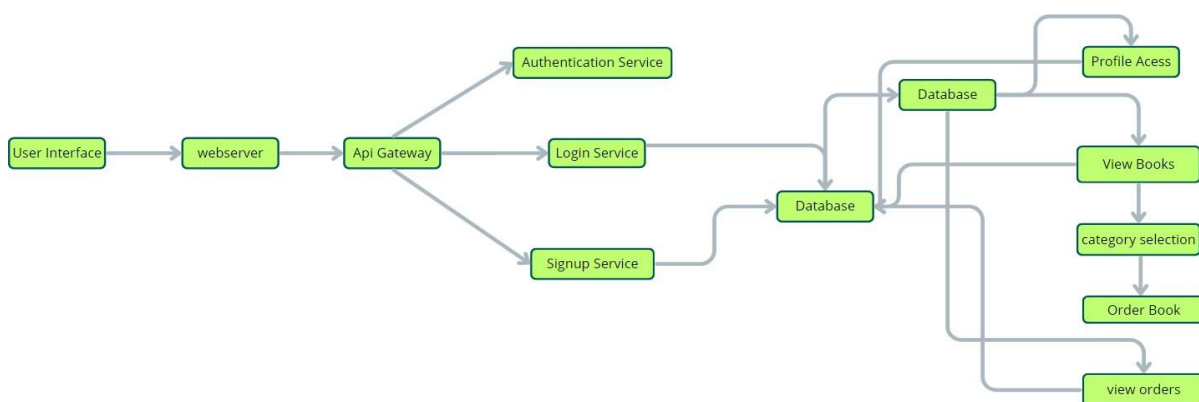 User Interface
webserver
Api Gateway
Authentication Service
Login Service
Signup Service
Database
Database
Profile Acess
View Books
category selection
Order Book
view orders